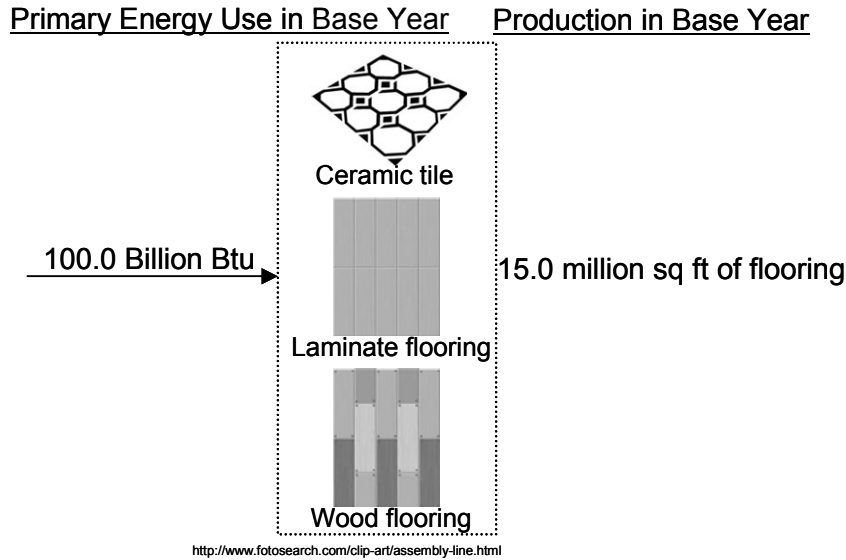 Primary Energy Use in Base Year
Production in Base Year
Ceramic tile
100.0 Billion Btu
15.0 million sq ft of flooring
Laminate flooring
Wood flooring
http://www.fotosearch.com/clip-art/assembly-line.html